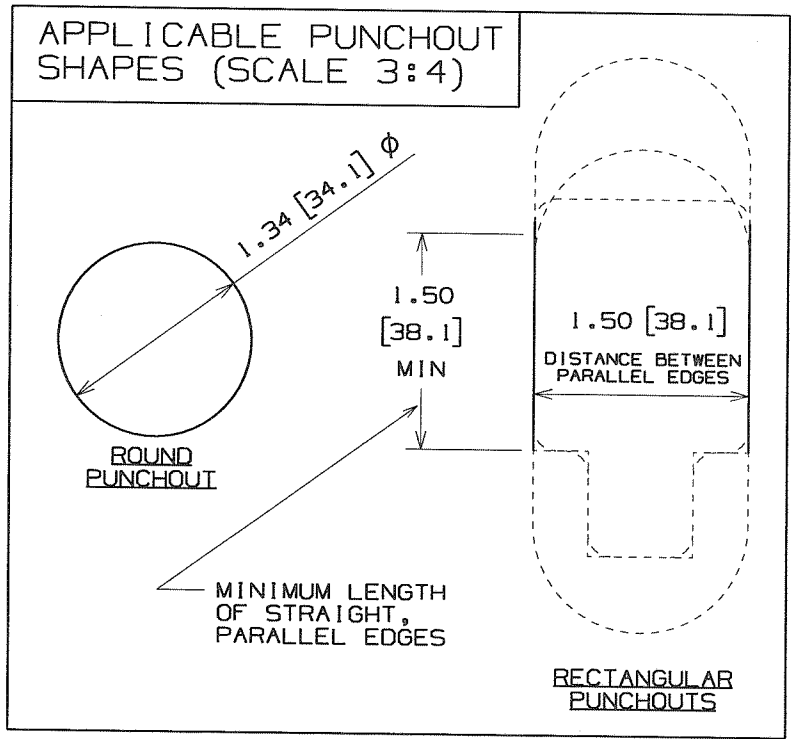 APPLICABLE PUNCHOUT
SHAPES (SCALE 3:4)
1.34 [34.1] ϕ
ROUND
PUNCHOUT
1.50
[38.1]
MIN
1.50 [38.1]
DISTANCE BETWEEN
PARALLEL EDGES
MINIMUM LENGTH
OF STRAIGHT,
PARALLEL EDGES
RECTANGULAR
PUNCHOUTS